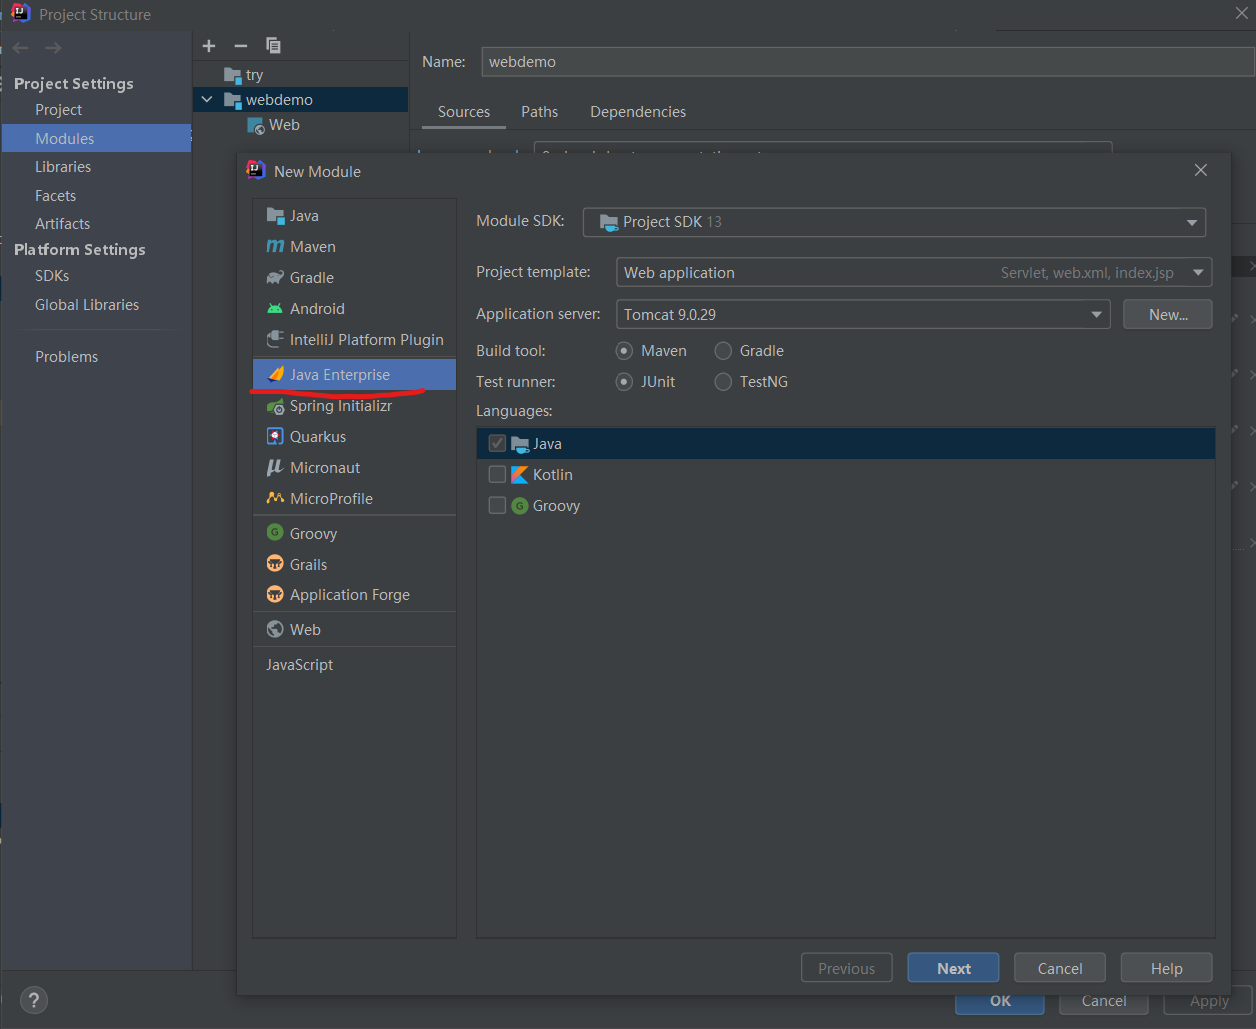 Project Structure
Project Settings
Project
Modules
Libraries
Facets
Artifacts
Platform Settings
SDKs
Global Libraries
Problems
try
webdemo
Web
Name: webdemo
Sources Paths Dependencies
New Module
Java
Maven
Gradle
Android
IntelliJ Platform Plugin
Java Enterprise
Spring Initializr
Quarkus
Micronaut
MicroProfile
Groovy
Grails
Application Forge
Web
JavaScript
Module SDK: Project SDK 13
Project template: Web application Servlet, web.xml, index.jsp
Application server: Tomcat 9.0.29 New...
Build tool: Maven Gradle
Test runner: JUnit TestNG
Languages:
Java
Kotlin
Groovy
Previous Next Cancel Help
? OK Cancel Apply